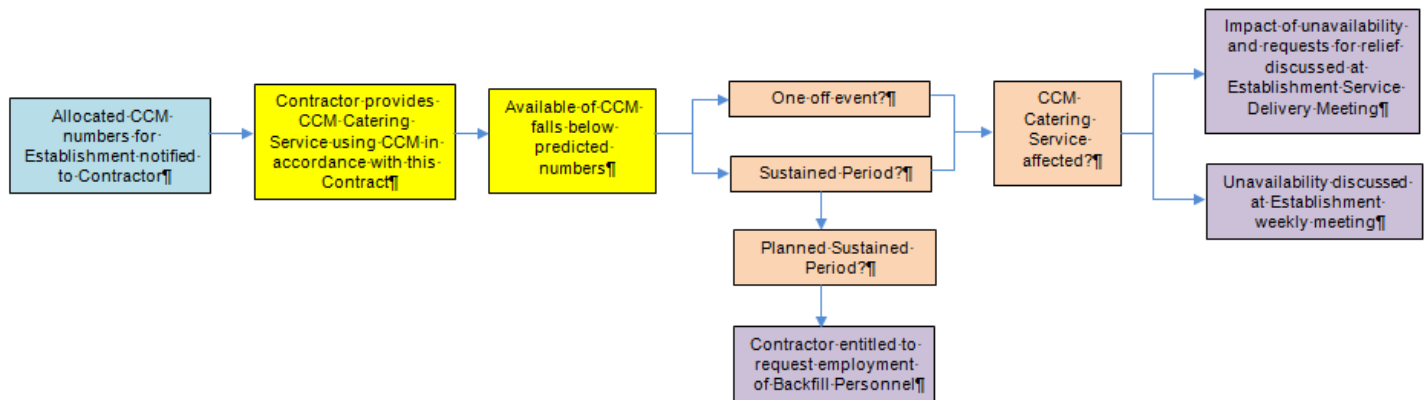 Allocated·CCM·
numbers·for·
Establishment·notified·
to·Contractor¶
Contractor·provides·
CCM·Catering·
Service·using·CCM·in·
accordance·with·this·
Contract¶
Available·of·CCM·
falls·below·
predicted·
numbers¶
One·off·event?¶
Sustained·Period?¶
Planned·Sustained·
Period?¶
Contractor·entitled·to·
request·employment·
of·Backfill·Personnel¶
CCM·
Catering·
Service·
affected?¶
Impact·of·unavailability·
and·requests·for·relief·
discussed·at·
Establishment·Service·
Delivery·Meeting¶
Unavailability·discussed·
at·Establishment·
weekly·meeting¶